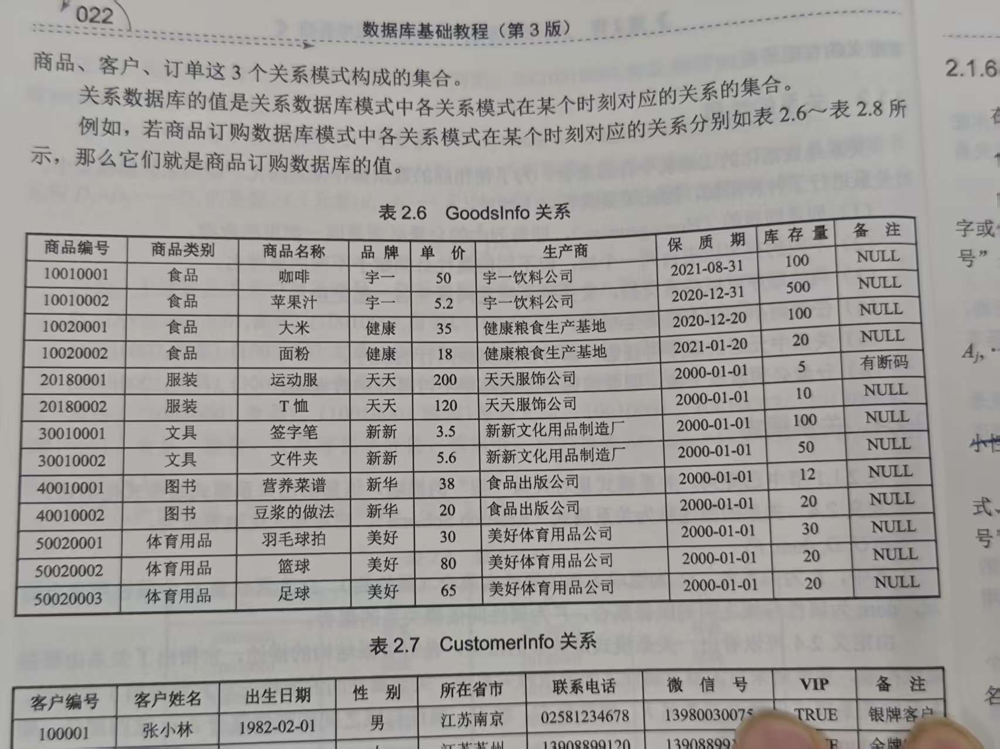 022
数据库基础教程（第3版）
商品、客户、订单这3个关系模式构成的集合。
关系数据库的值是关系数据库模式中各关系模式在某个时刻对应的关系的集合。
例如，若商品订购数据库模式中各关系模式在某个时刻对应的关系分别如表2.6～表2.8所
示，那么它们就是商品订购数据库的值。
表2.6 GoodsInfo关系
商品编号 商品类别 商品名称 品牌 单价 生产商 保质期 库存量 备注
10010001 食品 咖啡 宇一 50 宇一饮料公司 2021-08-31 100 NULL
10010002 食品 苹果汁 宇一 5.2 宇一饮料公司 2020-12-31 500 NULL
10020001 食品 大米 健康 35 健康粮食生产基地 2020-12-20 100 NULL
10020002 食品 面粉 健康 18 健康粮食生产基地 2021-01-20 20 NULL
20180001 服装 运动服 天天 200 天天服饰公司 2000-01-01 5 有断码
20180002 服装 T恤 天天 120 天天服饰公司 2000-01-01 10 NULL
30010001 文具 签字笔 新新 3.5 新新文化用品制造厂 2000-01-01 100 NULL
30010002 文具 文件夹 新新 5.6 新新文化用品制造厂 2000-01-01 50 NULL
40010001 图书 营养菜谱 新华 38 食品出版公司 2000-01-01 12 NULL
40010002 图书 豆浆的做法 新华 20 食品出版公司 2000-01-01 20 NULL
50020001 体育用品 羽毛球拍 美好 30 美好体育用品公司 2000-01-01 30 NULL
50020002 体育用品 篮球 美好 80 美好体育用品公司 2000-01-01 20 NULL
50020003 体育用品 足球 美好 65 美好体育用品公司 2000-01-01 20 NULL
表2.7 CustomerInfo关系
客户编号 客户姓名 出生日期 性别 所在省市 联系电话 微信号 VIP 备注
100001 张小林 1982-02-01 男 江苏南京 02581234678 13980030075 TRUE 银牌客户
江苏苏州 13908899120
2.1.6
字或
号”
Aj, …
式、
号”
名